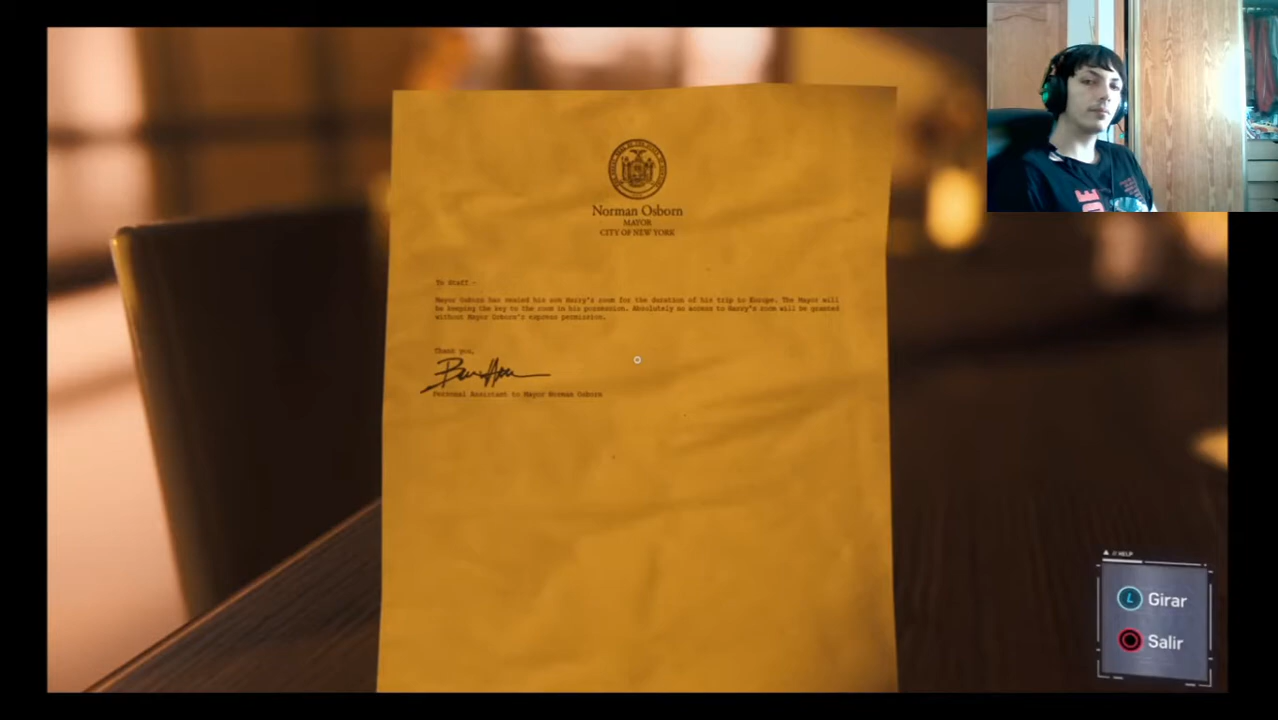 Norman Osborn
MAYOR
CITY OF NEW YORK
To Staff -
Mayor Osborn has sealed his son Harry's room for the duration of his trip to Europe. The Mayor will
be keeping the key to the room in his possession. Absolutely no access to Harry's room will be granted
without Mayor Osborn's express permission.
Thank you,
Personal Assistant to Mayor Norman Osborn
// HELP
L Girar
Salir